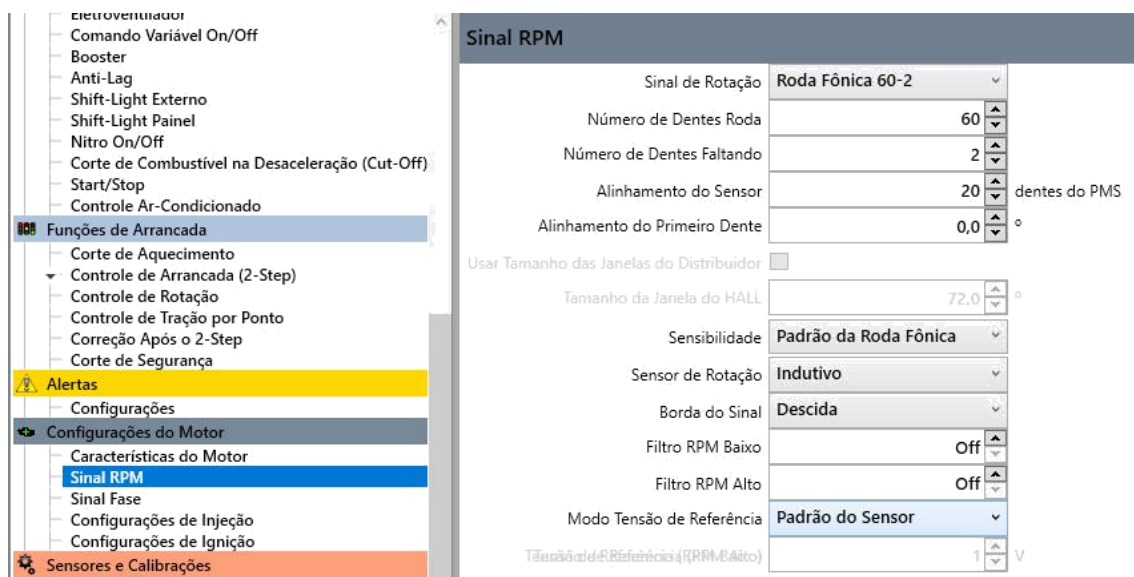 Eletroventilador
Comando Variável On/Off
Booster
Anti-Lag
Shift-Light Externo
Shift-Light Painel
Nitro On/Off
Corte de Combustível na Desaceleração (Cut-Off)
Start/Stop
Controle Ar-Condicionado
Funções de Arrancada
Corte de Aquecimento
Controle de Arrancada (2-Step)
Controle de Rotação
Controle de Tração por Ponto
Correção Após o 2-Step
Corte de Segurança
Alertas
Configurações
Configurações do Motor
Características do Motor
Sinal RPM
Sinal Fase
Configurações de Injeção
Configurações de Ignição
Sensores e Calibrações
Sinal RPM
Sinal de Rotação Roda Fônica 60-2
Número de Dentes Roda 60
Número de Dentes Faltando 2
Alinhamento do Sensor 20 dentes do PMS
Alinhamento do Primeiro Dente 0,0 °
Usar Tamanho das Janelas do Distribuidor
Tamanho da Janela do HALL 72,0 °
Sensibilidade Padrão da Roda Fônica
Sensor de Rotação Indutivo
Borda do Sinal Descida
Filtro RPM Baixo Off
Filtro RPM Alto Off
Modo Tensão de Referência Padrão do Sensor
1 V